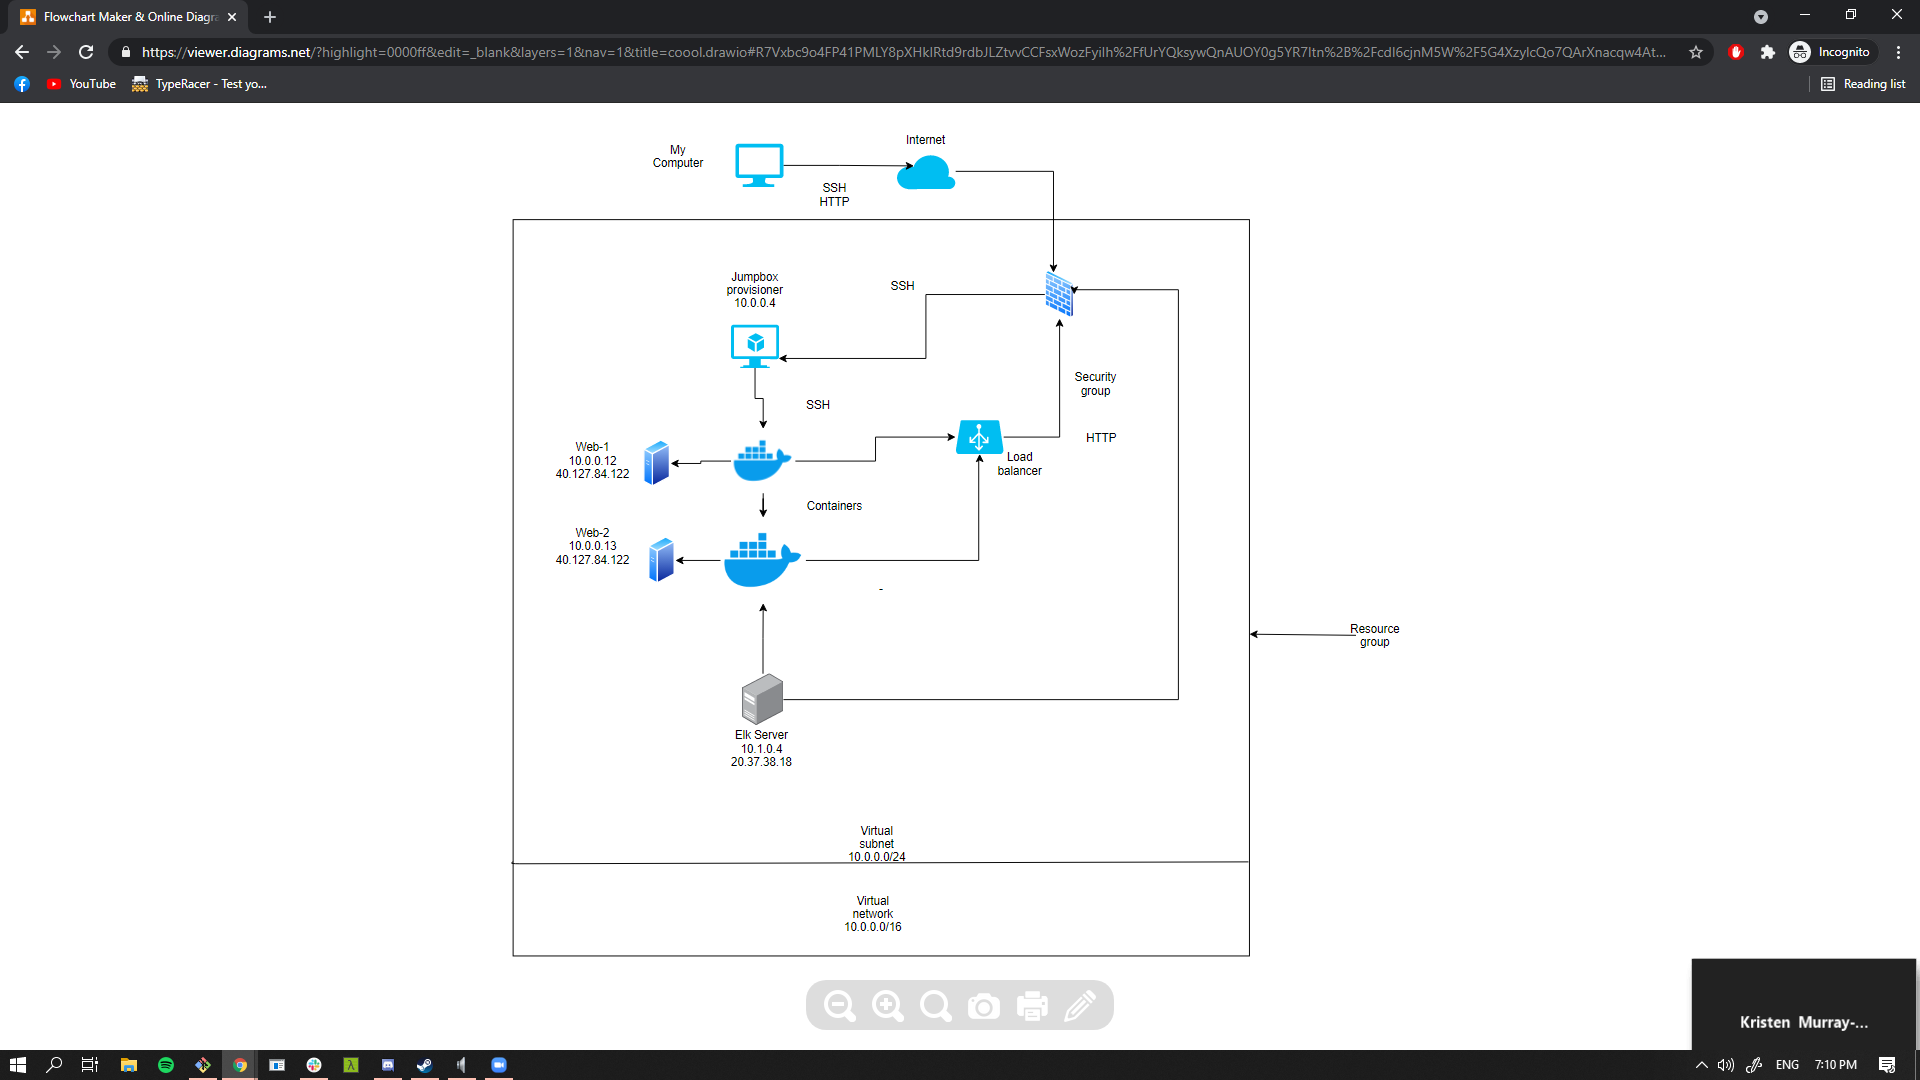 Flowchart Maker & Online Diagra
https://viewer.diagrams.net/?highlight=0000ff&edit=_blank&layers=1&nav=1&title=coool.drawio#R7Vxbc9o4FP41PMLY8pXHkIRtd9rdbJLZtvvCCFsxWozFyiIh%2FfUrYQksywQnAUOY0g5YR7Itn%2B%2Fcdl6cjnM5W%2F5G4XzylcQo7QArXnacqw4At...
Incognito
YouTube
TypeRacer - Test yo...
Reading list
Internet
My
Computer
SSH
HTTP
Jumpbox
provisioner
10.0.0.4
SSH
Security
group
SSH
HTTP
Web-1
10.0.0.12
40.127.84.122
Load
balancer
Containers
Web-2
10.0.0.13
40.127.84.122
-
Resource
group
Elk Server
10.1.0.4
20.37.38.18
Virtual
subnet
10.0.0.0/24
Virtual
network
10.0.0.0/16
Kristen Murray-...
ENG
7:10 PM